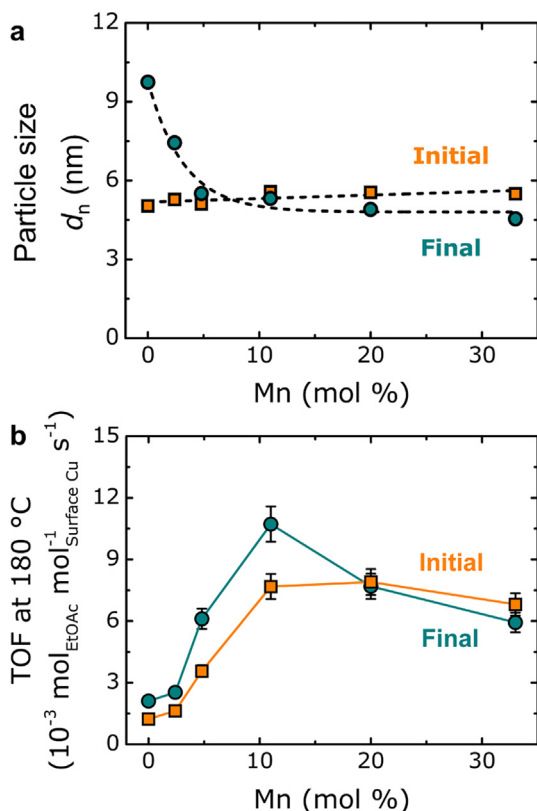 a
12
9
6
3
0
Particle size
dn (nm)
Initial
Final
0 10 20 30
Mn (mol %)
b
15
12
9
6
3
0
TOF at 180 °C
(10-3 molEtOAc mol-1Surface Cu s-1)
Initial
Final
0 10 20 30
Mn (mol %)